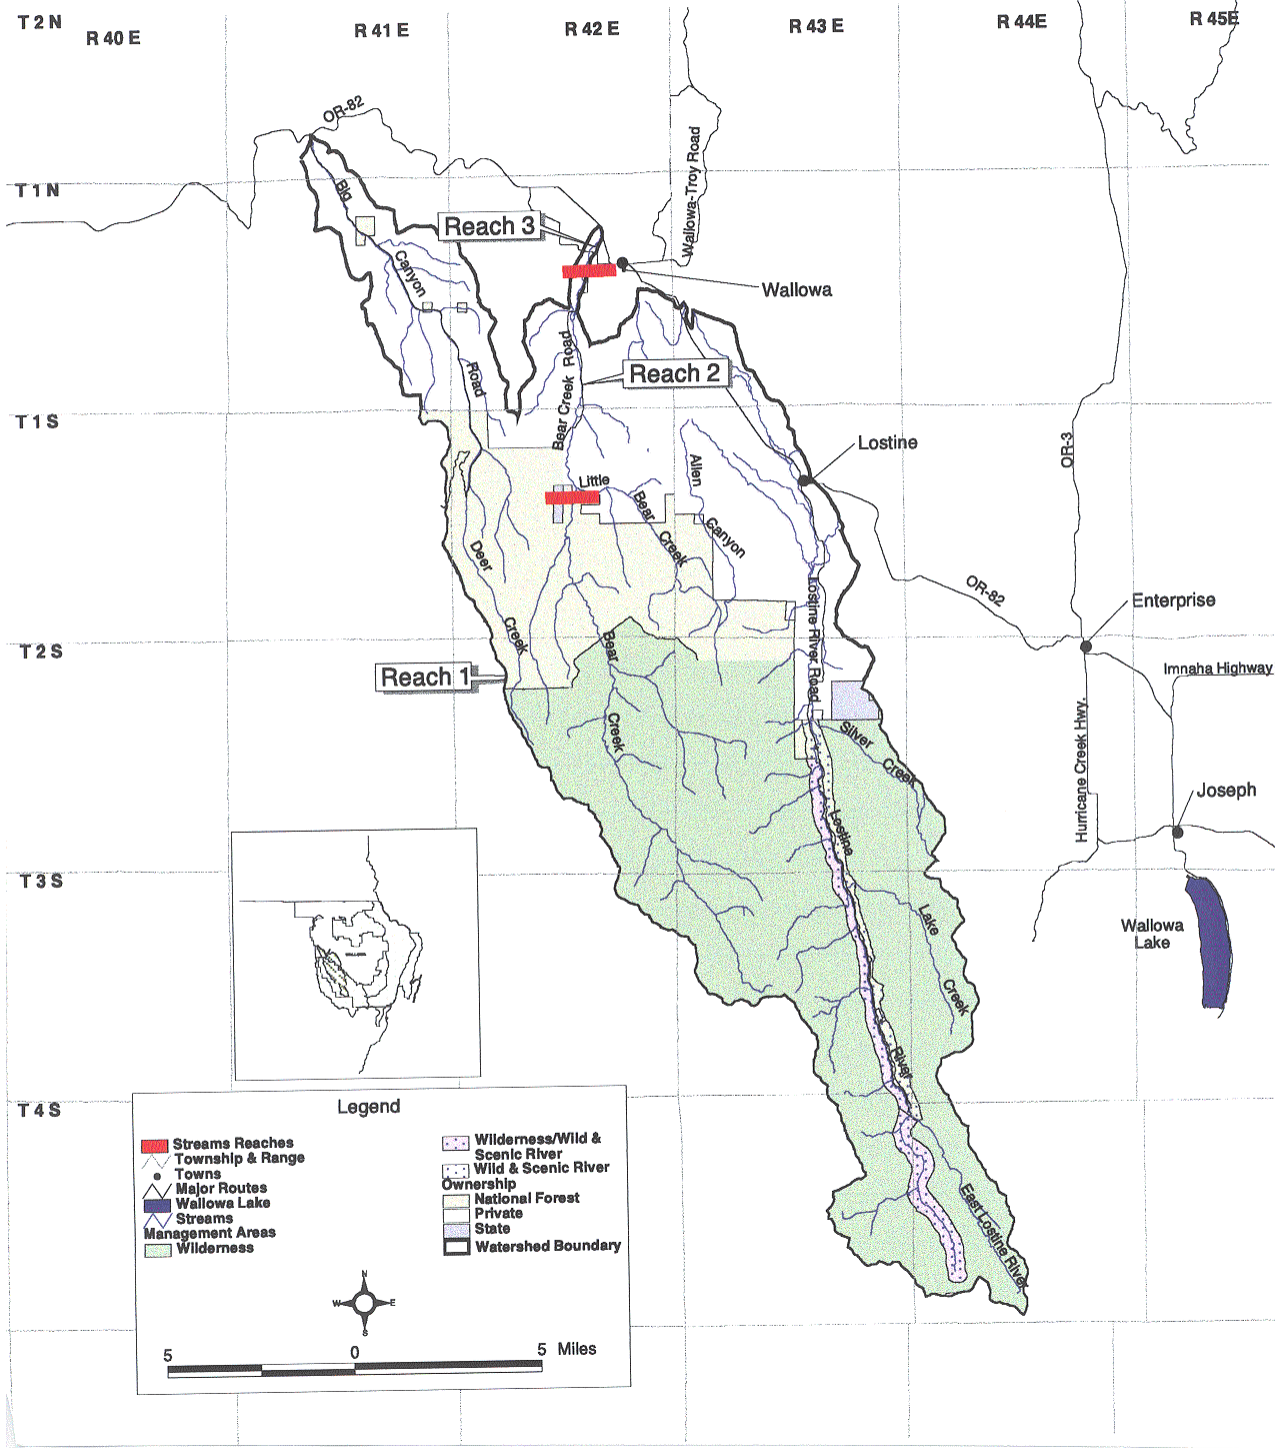 T 2 N
R 40 E
R 41 E
R 42 E
R 43 E
R 44E
R 45E
OR-82
Wallowa-Troy Road
T 1 N
Big
Reach 3
Canyon
Wallowa
Road
Bear Creek Road
Reach 2
T 1 S
OR-3
Lostine
Little
Allen
Bear
Creek
Canyon
Deer
Creek
Lostine River Road
OR-82
Enterprise
T 2 S
Bear
Reach 1
Imnaha Highway
Creek
Silver
Creek
Hurricane Creek Hwy.
Joseph
Lostine
T 3 S
Lake
Creek
Wallowa
Lake
WALLOWA
River
T 4 S
East Lostine River
Legend
Streams Reaches
Township & Range
Towns
Major Routes
Wallowa Lake
Streams
Management Areas
Wilderness
Wilderness/Wild &
Scenic River
Wild & Scenic River
Ownership
National Forest
Private
State
Watershed Boundary
N
W
E
S
5
0
5 Miles